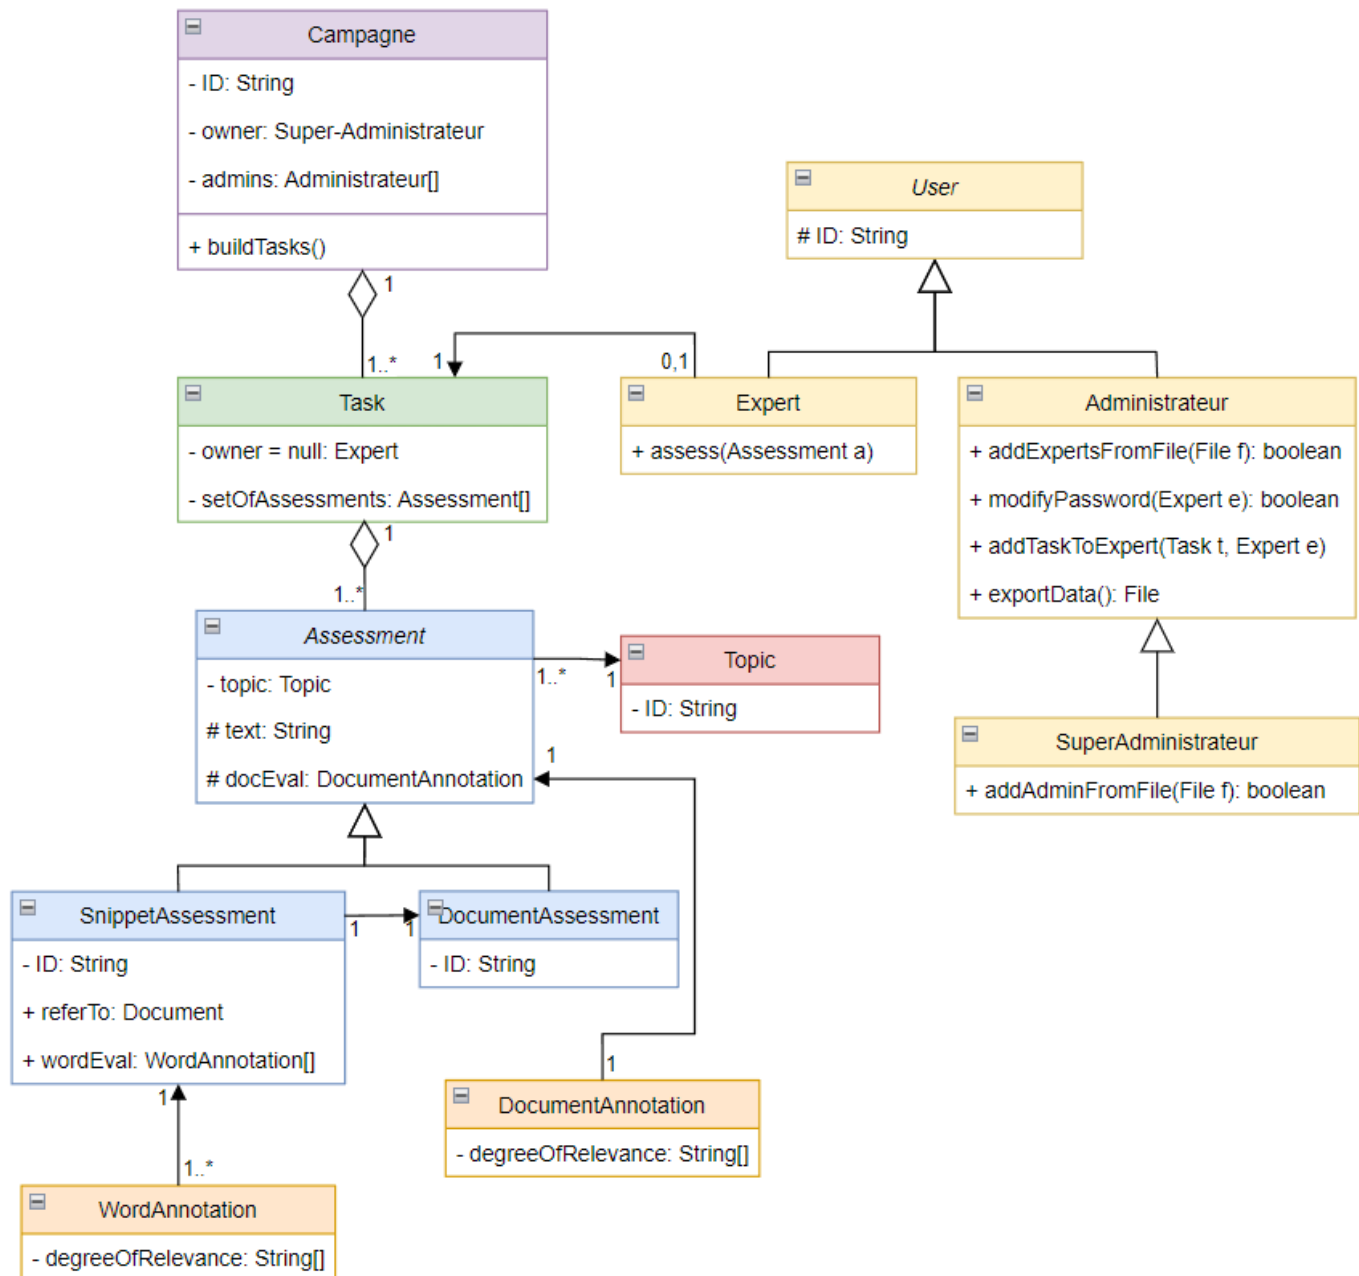 Campagne
- ID: String
- owner: Super-Administrateur
- admins: Administrateur[]
+ buildTasks()
1
1..*
User
# ID: String
1
0,1
Task
- owner = null: Expert
- setOfAssessments: Assessment[]
1
1..*
Expert
+ assess(Assessment a)
Administrateur
+ addExpertsFromFile(File f): boolean
+ modifyPassword(Expert e): boolean
+ addTaskToExpert(Task t, Expert e)
+ exportData(): File
Assessment
- topic: Topic
# text: String
# docEval: DocumentAnnotation
1..*
1
Topic
- ID: String
1
SuperAdministrateur
+ addAdminFromFile(File f): boolean
SnippetAssessment
- ID: String
+ referTo: Document
+ wordEval: WordAnnotation[]
1
1
DocumentAssessment
- ID: String
1
1..*
1
DocumentAnnotation
- degreeOfRelevance: String[]
WordAnnotation
- degreeOfRelevance: String[]